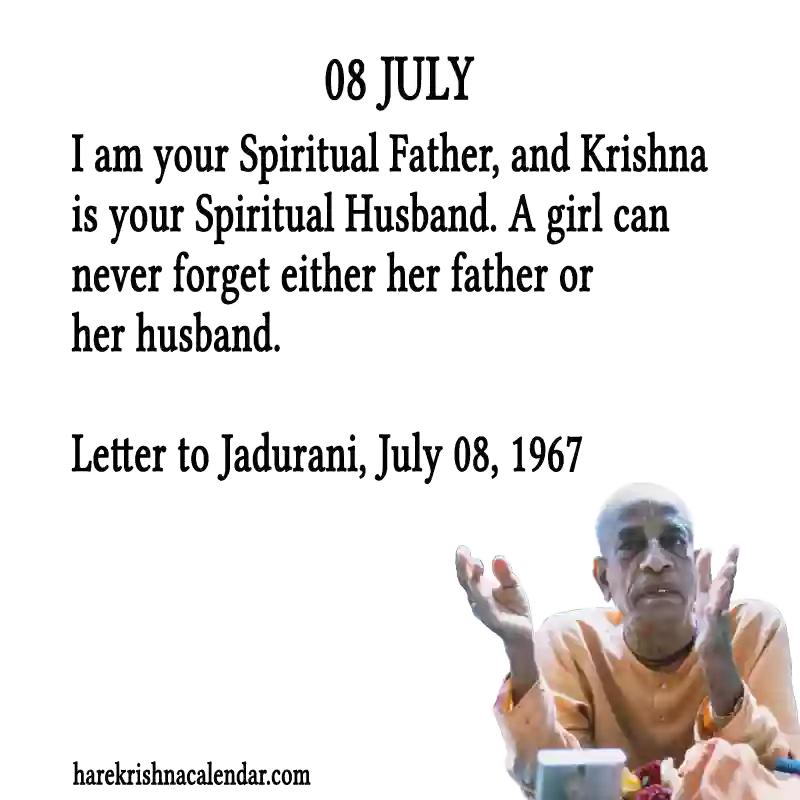 08 JULY
I am your Spiritual Father, and Krishna
is your Spiritual Husband. A girl can
never forget either her father or
her husband.
Letter to Jadurani, July 08, 1967
harekrishnacalendar.com